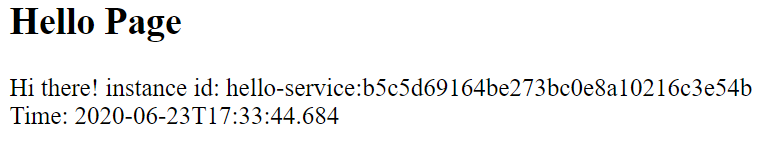 Hello Page
Hi there! instance id: hello-service:b5c5d69164be273bc0e8a10216c3e54b
Time: 2020-06-23T17:33:44.684